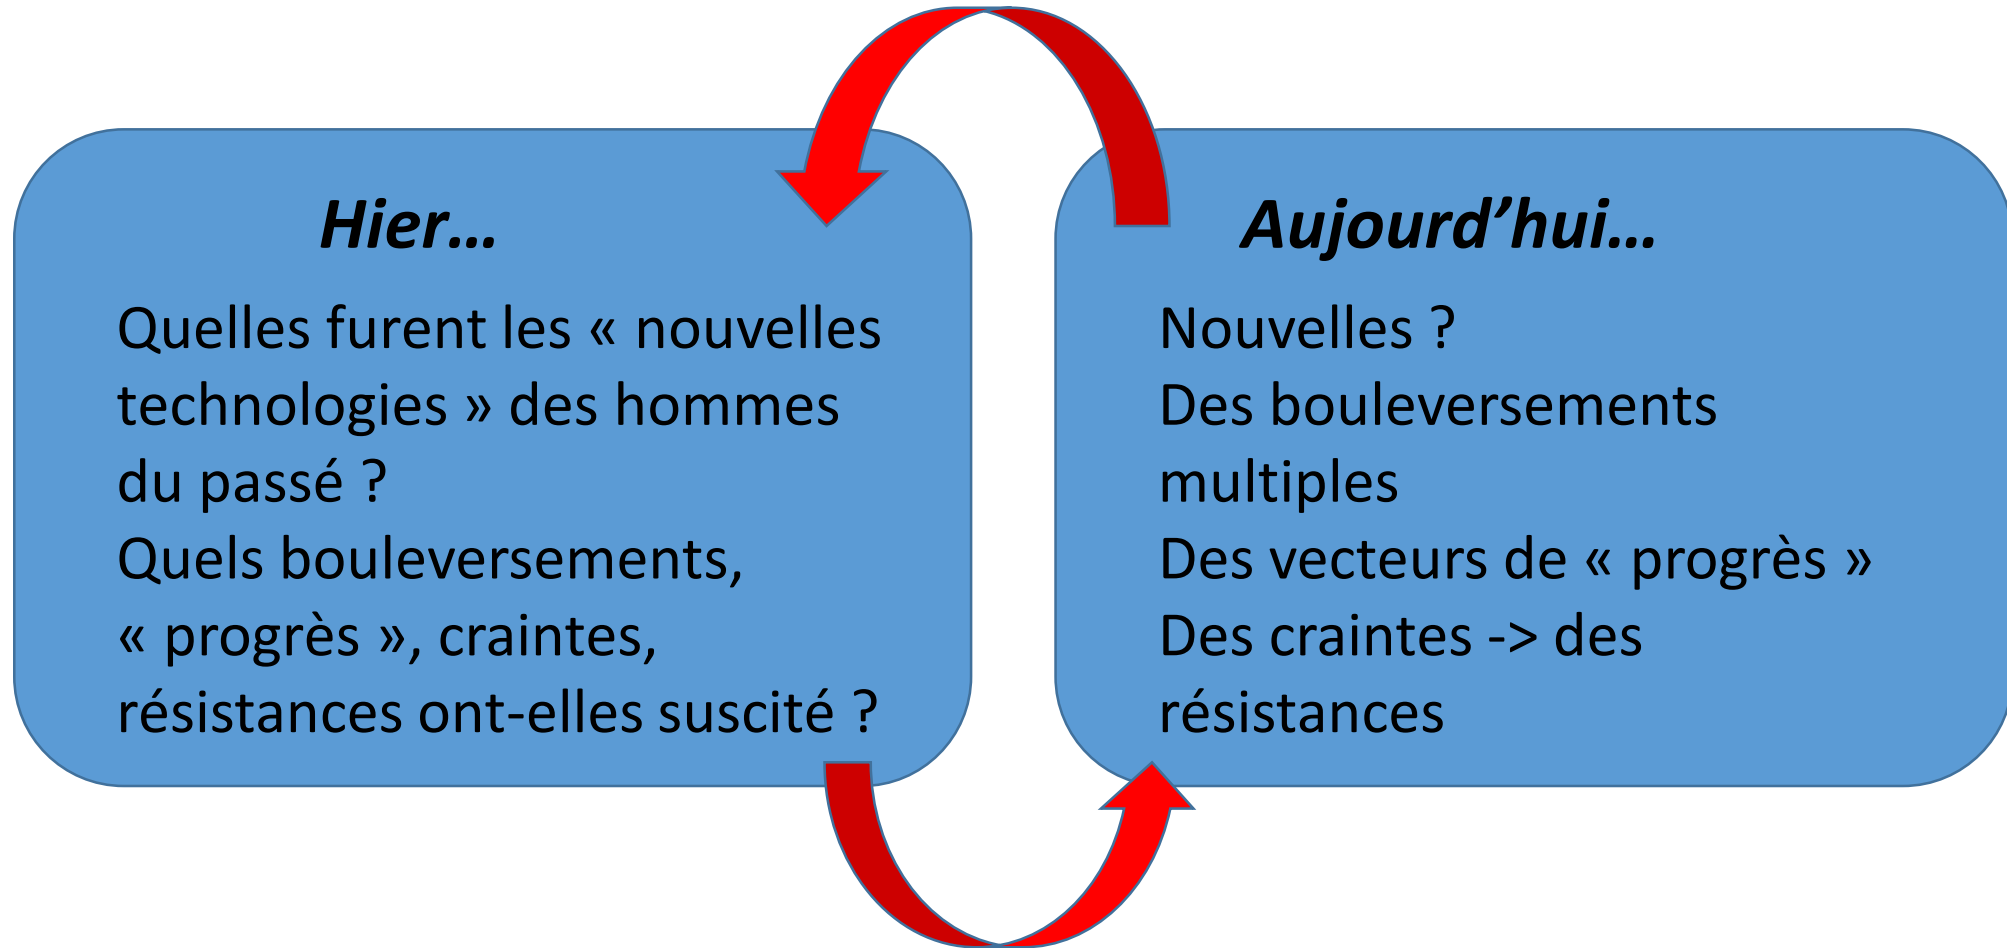 Hier…
Quelles furent les « nouvelles
technologies » des hommes
du passé ?
Quels bouleversements,
« progrès », craintes,
résistances ont-elles suscité ?
Aujourd’hui…
Nouvelles ?
Des bouleversements
multiples
Des vecteurs de « progrès »
Des craintes -> des
résistances